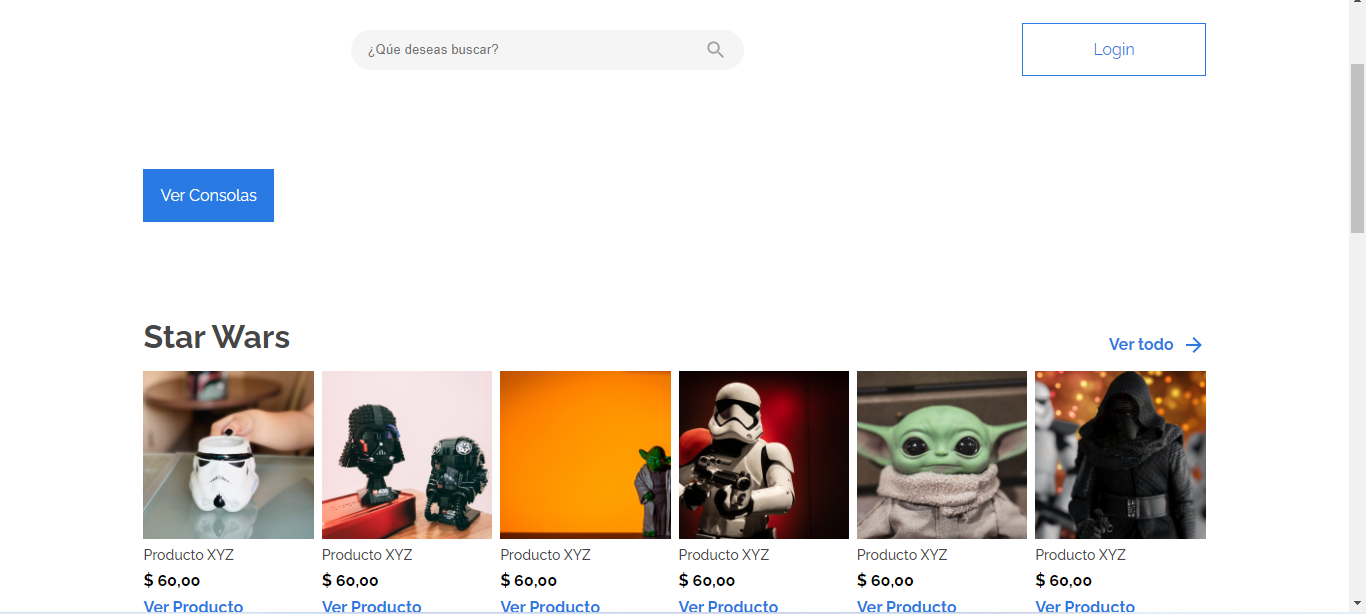 ¿Qúe deseas buscar?
Login
Ver Consolas
Star Wars
Ver todo
Producto XYZ
$ 60,00
Ver Producto
Producto XYZ
$ 60,00
Ver Producto
Producto XYZ
$ 60,00
Ver Producto
Producto XYZ
$ 60,00
Ver Producto
Producto XYZ
$ 60,00
Ver Producto
Producto XYZ
$ 60,00
Ver Producto